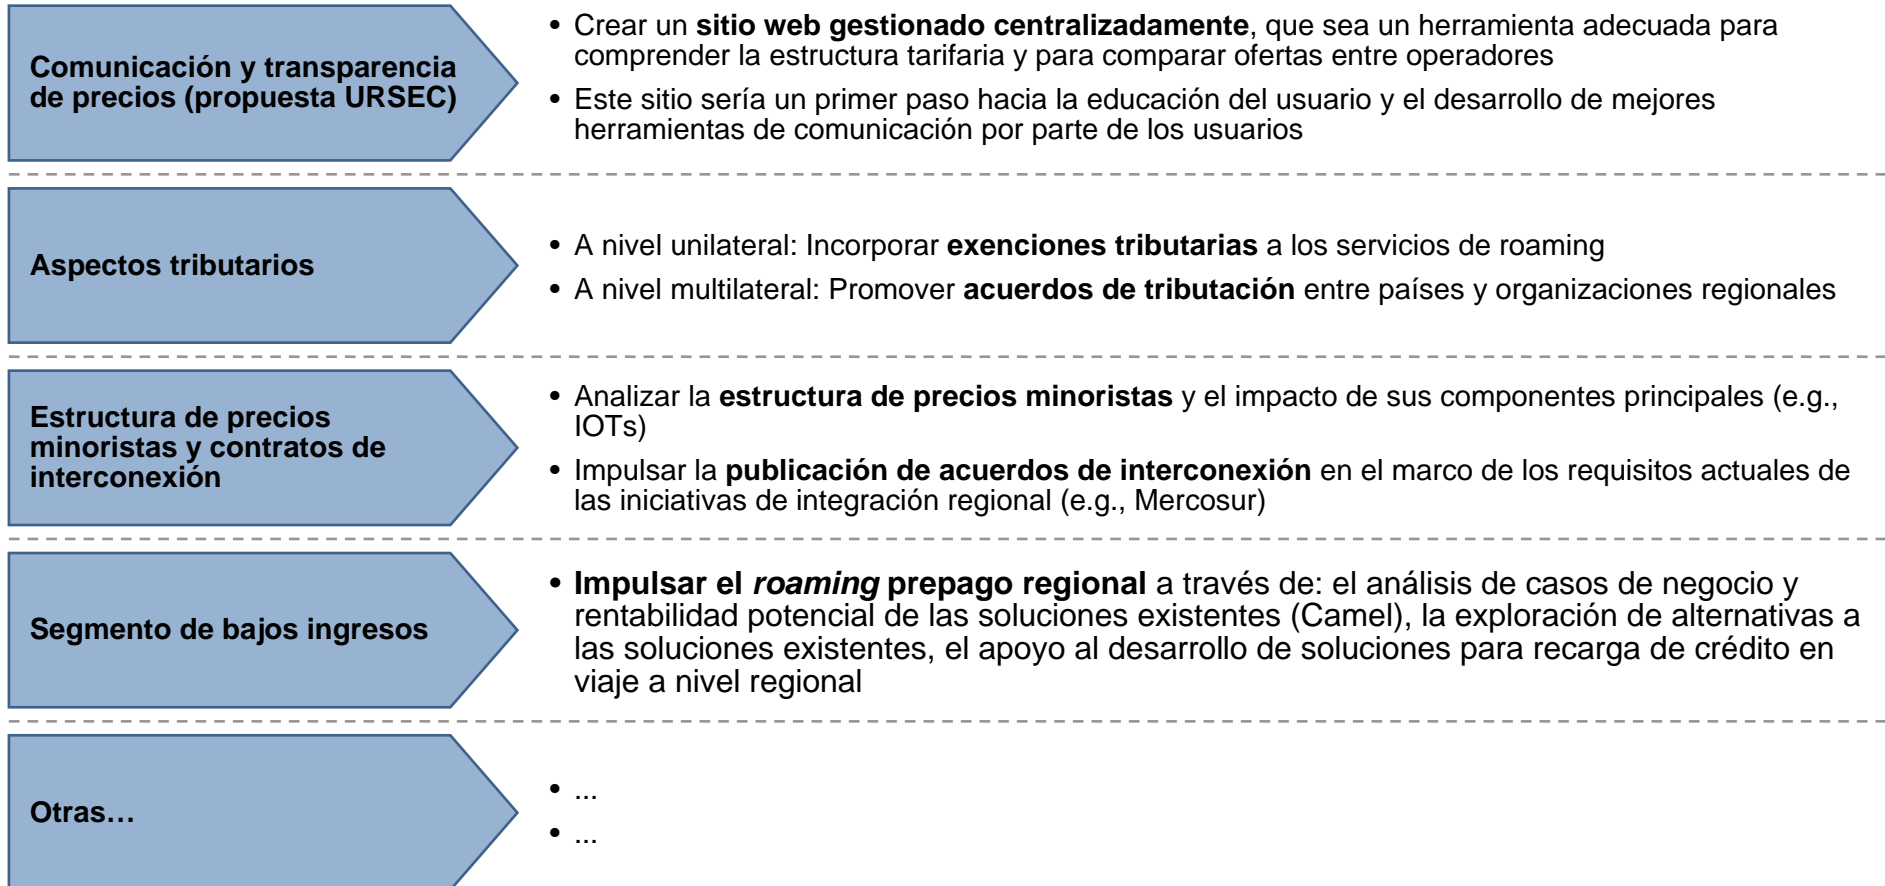 Comunicación y transparencia
de precios (propuesta URSEC)
• Crear un sitio web gestionado centralizadamente, que sea un herramienta adecuada para
comprender la estructura tarifaria y para comparar ofertas entre operadores
• Este sitio sería un primer paso hacia la educación del usuario y el desarrollo de mejores
herramientas de comunicación por parte de los usuarios
Aspectos tributarios
• A nivel unilateral: Incorporar exenciones tributarias a los servicios de roaming
• A nivel multilateral: Promover acuerdos de tributación entre países y organizaciones regionales
Estructura de precios
minoristas y contratos de
interconexión
• Analizar la estructura de precios minoristas y el impacto de sus componentes principales (e.g.,
IOTs)
• Impulsar la publicación de acuerdos de interconexión en el marco de los requisitos actuales de
las iniciativas de integración regional (e.g., Mercosur)
Segmento de bajos ingresos
• Impulsar el roaming prepago regional a través de: el análisis de casos de negocio y
rentabilidad potencial de las soluciones existentes (Camel), la exploración de alternativas a
las soluciones existentes, el apoyo al desarrollo de soluciones para recarga de crédito en
viaje a nivel regional
Otras…
• ...
• ...